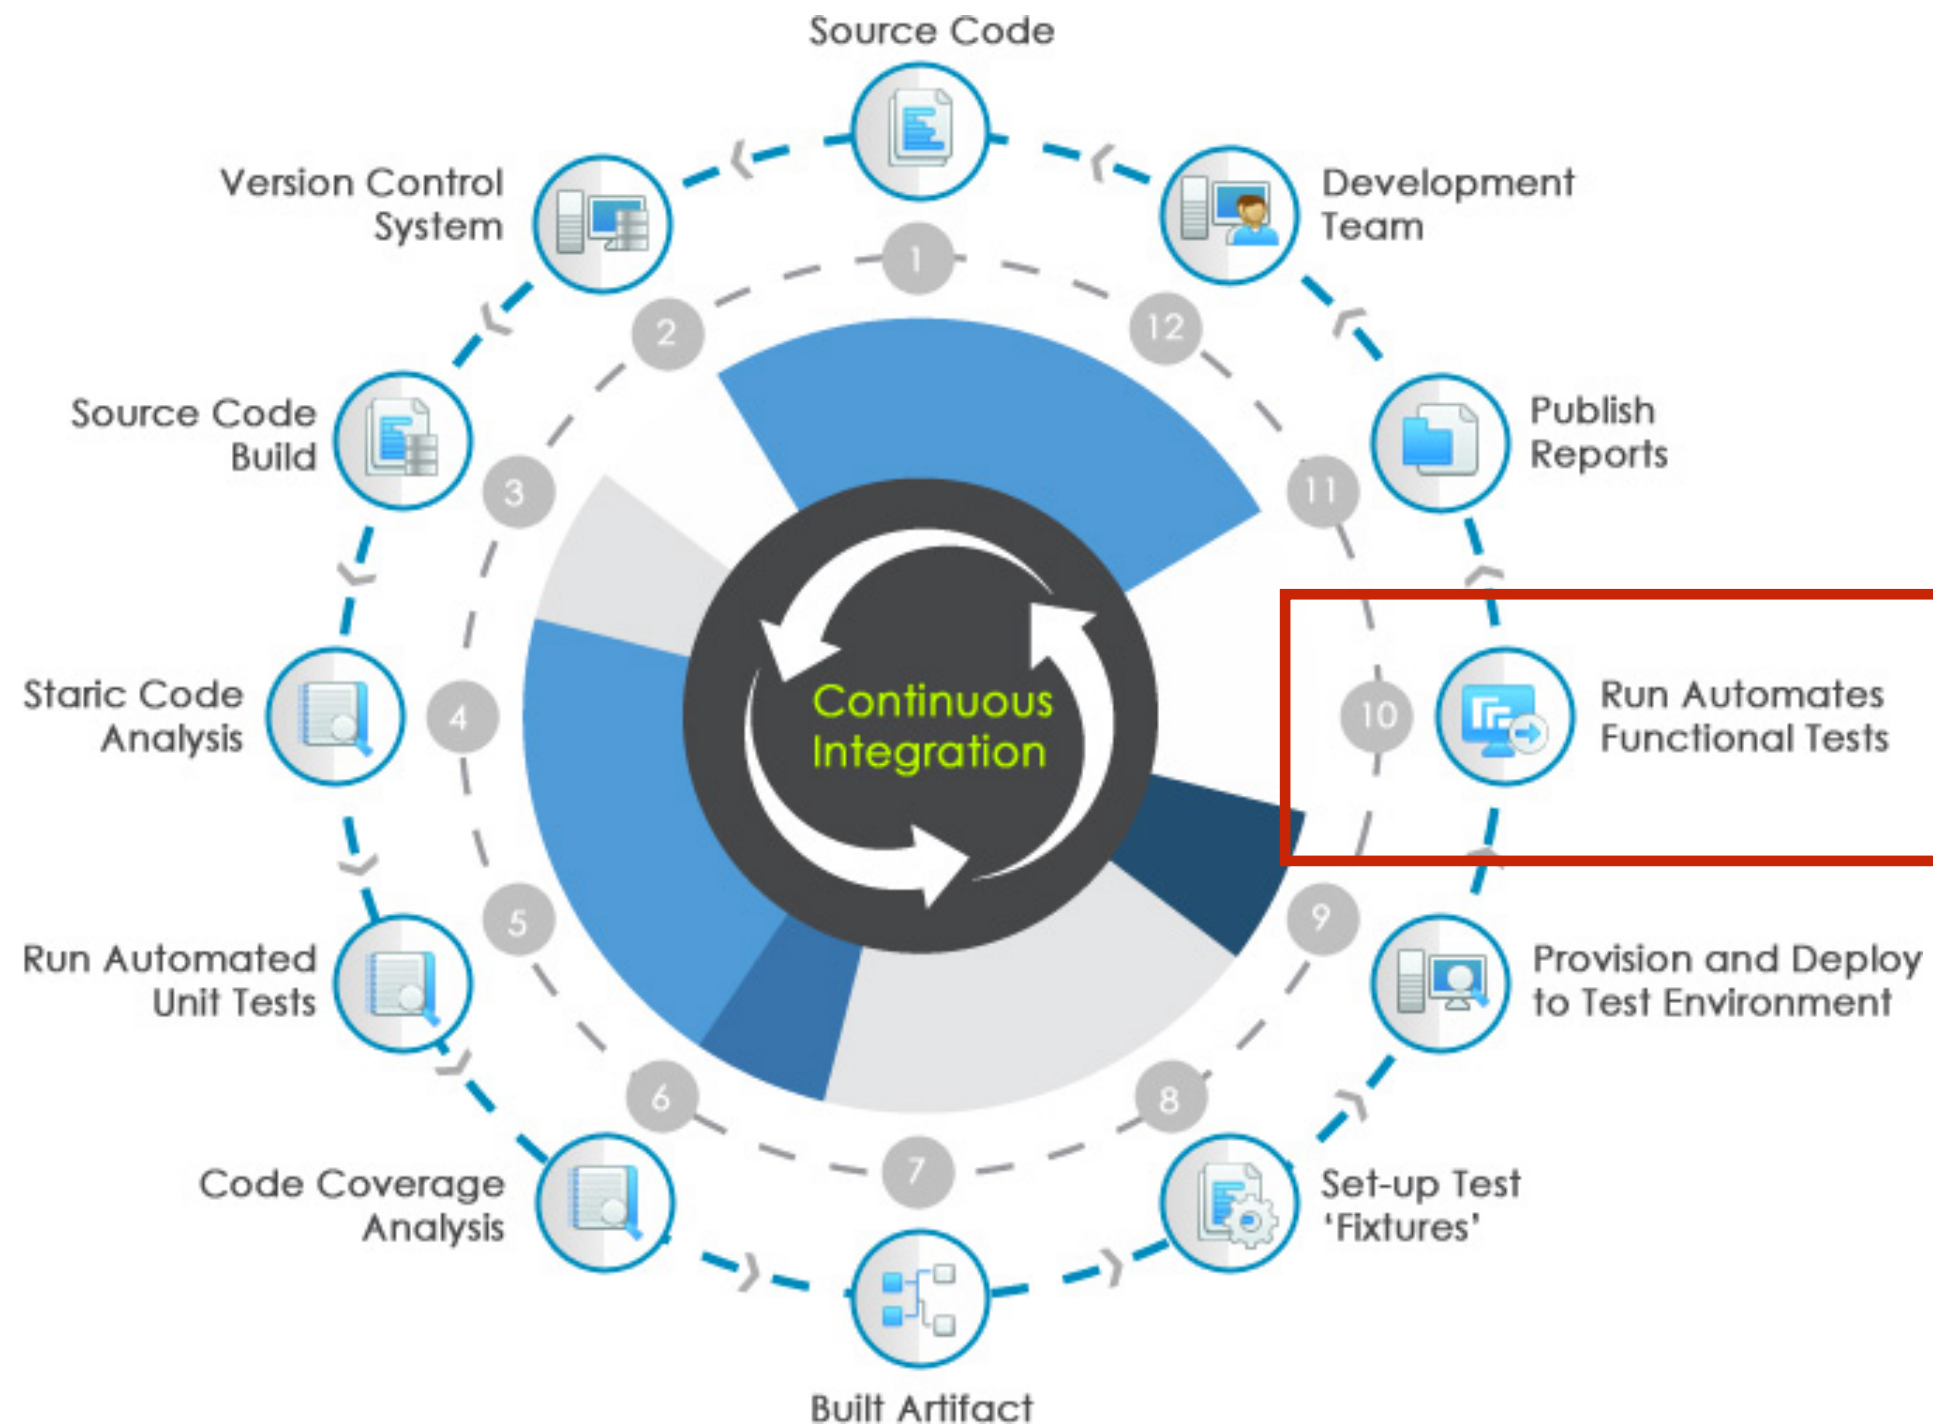 Source Code
Version Control
System
Development
Team
1
2
12
Source Code
Build
Publish
Reports
3
11
Continuous
Integration
Staric Code
Analysis
4
10
Run Automates
Functional Tests
Run Automated
Unit Tests
5
9
Provision and Deploy
to Test Environment
6
8
7
Code Coverage
Analysis
Set-up Test
‘Fixtures’
Built Artifact